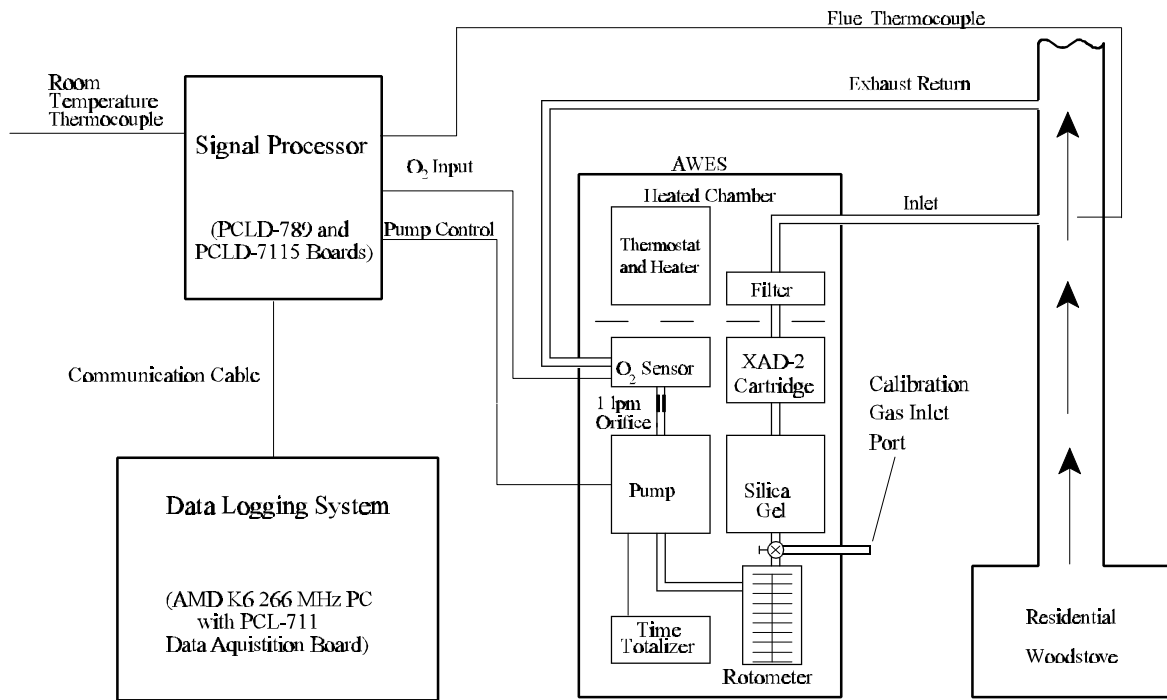 Flue Thermocouple
Room
Temperature
Thermocouple
Exhaust Return
Signal Processor
(PCLD-789 and
PCLD-7115 Boards)
O2 Input
Pump Control
AWES
Heated Chamber
Inlet
Thermostat
and Heater
Filter
O2 Sensor
XAD-2
Cartridge
1 lpm
Orifice
Calibration
Gas Inlet
Port
Communication Cable
Pump
Silica
Gel
Data Logging System
(AMD K6 266 MHz PC
with PCL-711
Data Aquistition Board)
Time
Totalizer
Rotometer
Residential
Woodstove